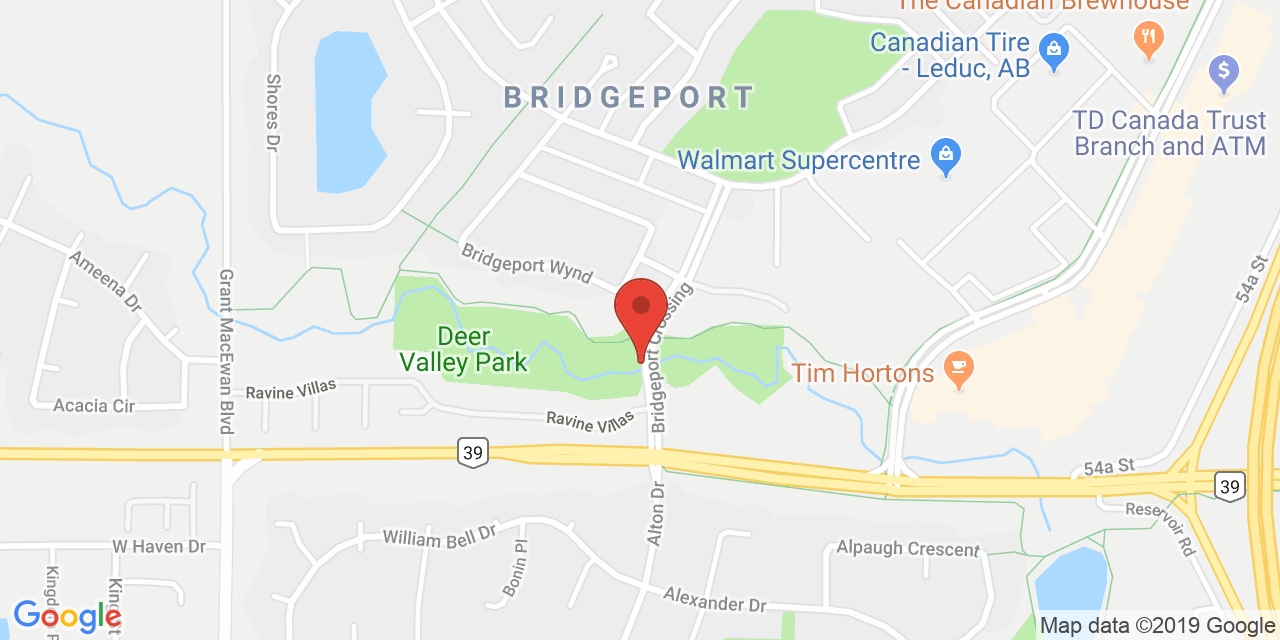 The Canadian Brewhouse
Canadian Tire
- Leduc, AB
Shores Dr
BRIDGEPORT
TD Canada Trust
Branch and ATM
Walmart Supercentre
Bridgeport Wynd
Ameena Dr
Grant MacEwan Blvd
54a St
Bridgeport Crossing
Deer
Valley Park
Tim Hortons
Ravine Villas
Acacia Cir
Ravine Villas
39
54a St
39
Reservoir Rd
Alton Dr
William Bell Dr
Bonin Pl
W Haven Dr
Alpaugh Crescent
Alexander Dr
Google
Map data ©2019 Google